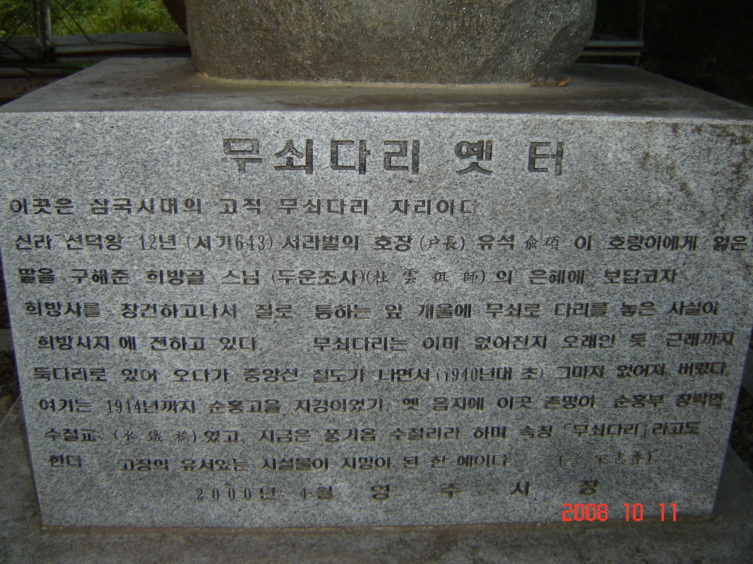 무쇠다리 옛 터
이곳은 삼국시대의 고적 무쇠다리 자리이다
신라 선덕왕 12년 (서기643) 서라벌의 호장 (戶長) 유석 이 호랑이에게 잃은
딸을 구해준 희방골 스님 (두운조사)(杜雲祖師) 의 은혜에 보답코자
희방사를 창건하고나서 절로 통하는 앞 개울에 무쇠로 다리를 놓은 사실이
희방사지에 전하고 있다. 무쇠다리는 이미 없어진지 오래인 듯 근래까지
뚝다리로 있어 오다가 중앙선 철도가 나면서 (1940년대 초) 그마저 없어져 버렸다.
여기는 1914년까지 순흥고을 지경이었기 옛 읍지에 이곳 촌명이 순흥부 창락면
수철교 (水鐵橋) 였고 지금은 풍기읍 수철리라 하며 속칭 「무쇠다리」라고도
한다 고장의 유서있는 시설물이 지명이 된 한 예이다
2000년 4월 영 주 시 장
2008 10 11